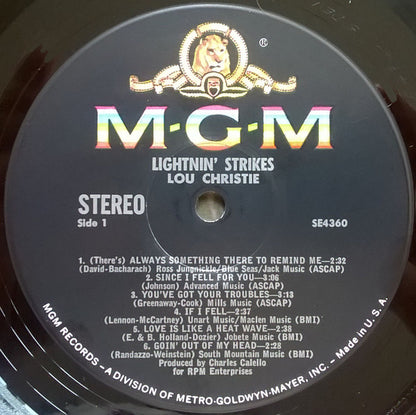 M-G-M ®
LIGHTNIN' STRIKES
LOU CHRISTIE
STEREO
Side 1
SE4360
1. (There's) ALWAYS SOMETHING THERE TO REMIND ME—2:32
(David-Bacharach) Ross Jungnickle/Blue Seas/Jack Music (ASCAP)
2. SINCE I FELL FOR YOU—3:06
(Johnson) Advanced Music (ASCAP)
3. YOU'VE GOT YOUR TROUBLES—3:13
(Greenaway-Cook) Mills Music (ASCAP)
4. IF I FELL—2:37
(Lennon-McCartney) Unart Music/Maclen Music (BMI)
5. LOVE IS LIKE A HEAT WAVE—2:38
(E. & B. Holland-Dozier) Jobete Music (BMI)
6. GOIN' OUT OF MY HEAD—2:28
(Randazzo-Weinstein) South Mountain Music (BMI)
Produced by Charles Calello
for RPM Enterprises
MGM RECORDS—A DIVISION OF METRO-GOLDWYN-MAYER, INC.—Made in U.S.A.